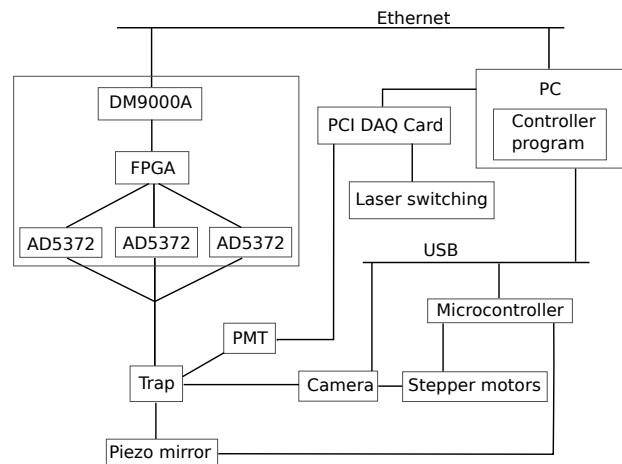 Ethernet
DM9000A
PC
PCI DAQ Card
Controller
program
FPGA
Laser switching
AD5372
AD5372
AD5372
USB
Microcontroller
PMT
Trap
Camera
Stepper motors
Piezo mirror